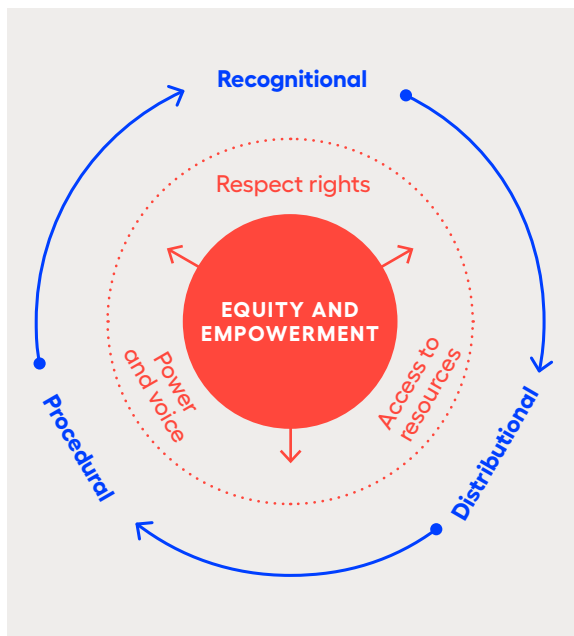 Recognitional
Respect rights
EQUITY AND
EMPOWERMENT
Power
and voice
Access to
resources
Procedural
Distributional